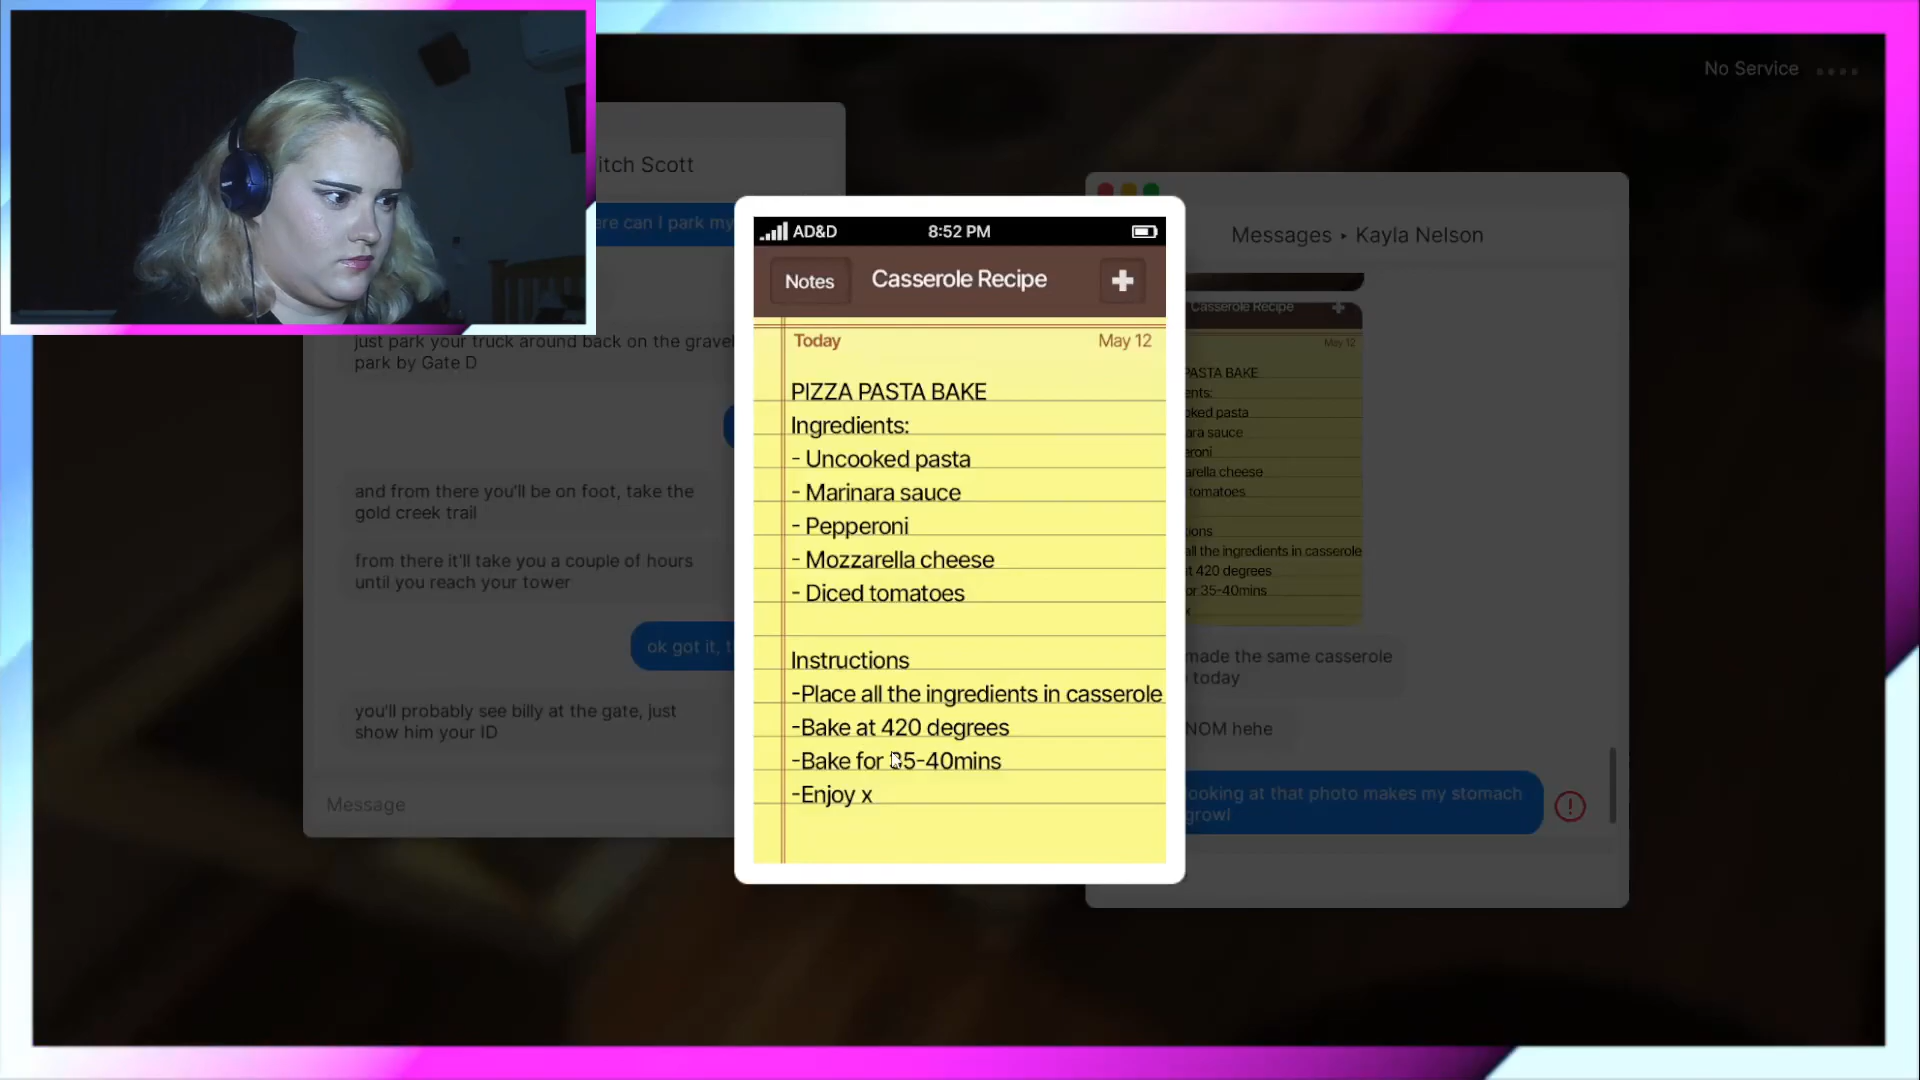 No Service
itch Scott
ere can I park my
just park your truck around back on the gravel
park by Gate D
and from there you'll be on foot, take the
gold creek trail
from there it'll take you a couple of hours
until you reach your tower
ok got it, t
you'll probably see billy at the gate, just
show him your ID
Message
AD&D 8:52 PM
Notes Casserole Recipe
Today May 12
PIZZA PASTA BAKE
Ingredients:
- Uncooked pasta
- Marinara sauce
- Pepperoni
- Mozzarella cheese
- Diced tomatoes
Instructions
-Place all the ingredients in casserole
-Bake at 420 degrees
-Bake for 35-40mins
-Enjoy x
Messages ‣ Kayla Nelson
Casserole Recipe
May 12
PASTA BAKE
ents:
oked pasta
ara sauce
eroni
arella cheese
tomatoes
ions
all the ingredients in casserole
at 420 degrees
or 35-40mins
x
made the same casserole
today
NOM hehe
ooking at that photo makes my stomach
growl